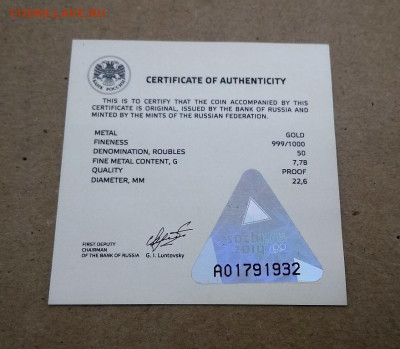 CERTIFICATE OF AUTHENTICITY
THIS IS TO CERTIFY THAT THE COIN ACCOMPANIED BY THIS
CERTIFICATE IS ORIGINAL, ISSUED BY THE BANK OF RUSSIA AND
MINTED BY THE MINTS OF THE RUSSIAN FEDERATION.
METAL GOLD
FINENESS 999/1000
DENOMINATION, ROUBLES 50
FINE METAL CONTENT, G 7,78
QUALITY PROOF
DIAMETER, MM 22,6
sochi
2014
A01791932
FIRST DEPUTY
CHAIRMAN
OF THE BANK OF RUSSIA G. I. Luntovsky